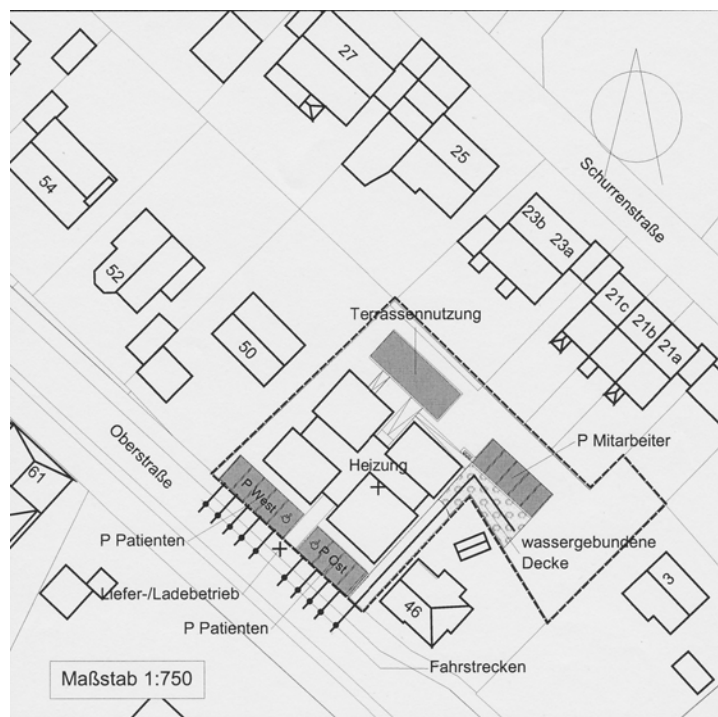 27
25
Schurrenstraße
54
23b
23a
52
21c
21b
21a
Terrassennutzung
50
Oberstraße
P Mitarbeiter
Heizung
61
P West
P Patienten
P Ost
wassergebundene
Decke
3
Liefer-/Ladebetrieb
46
P Patienten
Fahrstrecken
Maßstab 1:750